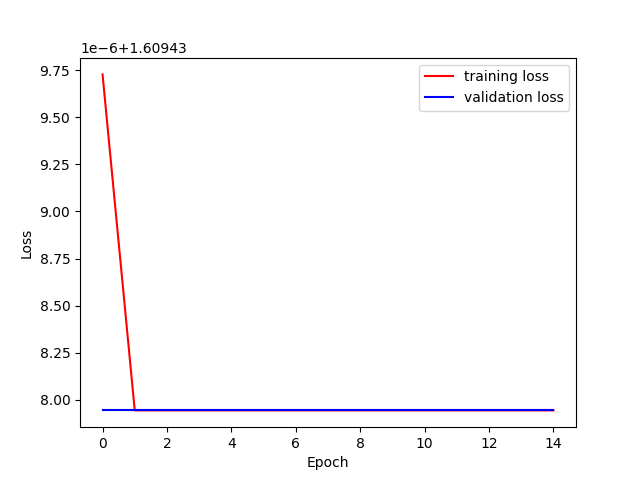 1e−6+1.60943
9.75
9.50
9.25
9.00
8.75
8.50
8.25
8.00
Loss
0 2 4 6 8 10 12 14
Epoch
training loss
validation loss